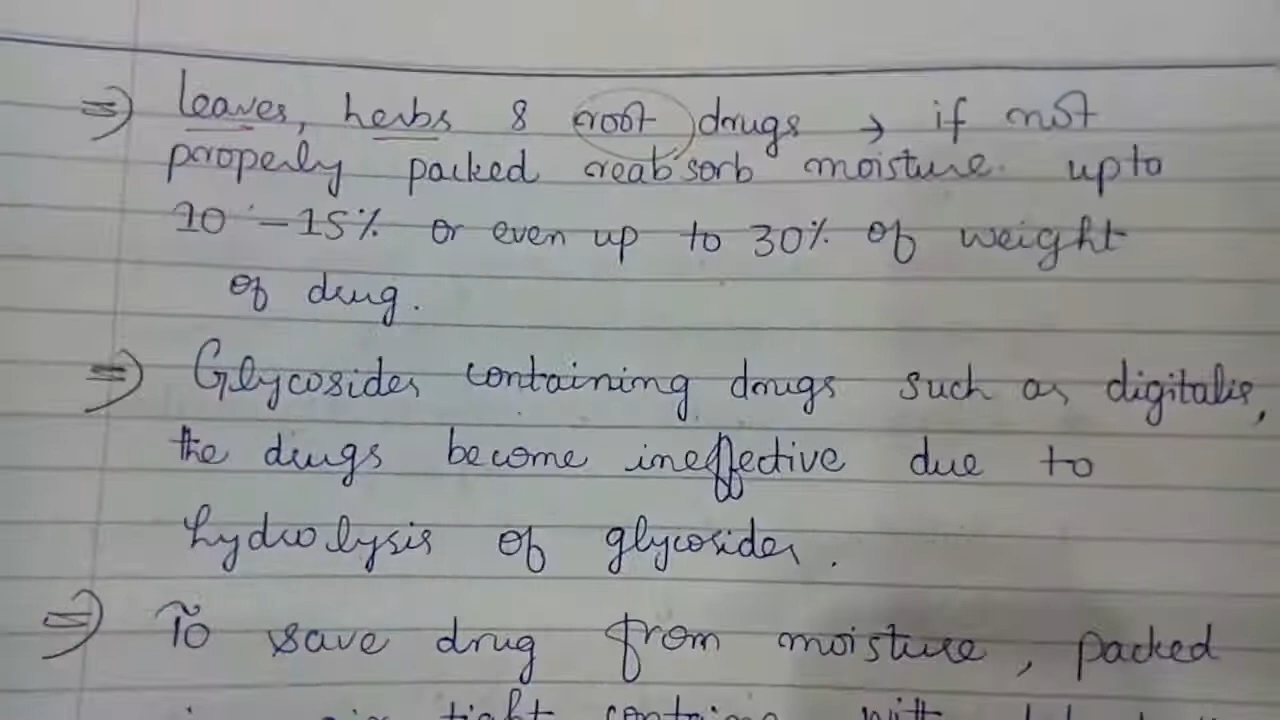 ⇒ leaves, herbs & root drugs → if not
properly packed reabsorb moisture upto
10 - 15% or even up to 30% of weight
of drug.
⇒ Glycosides containing drugs such as digitalis,
the drugs become ineffective due to
hydrolysis of glycosides.
⇒ To save drug from moisture, packed
tight